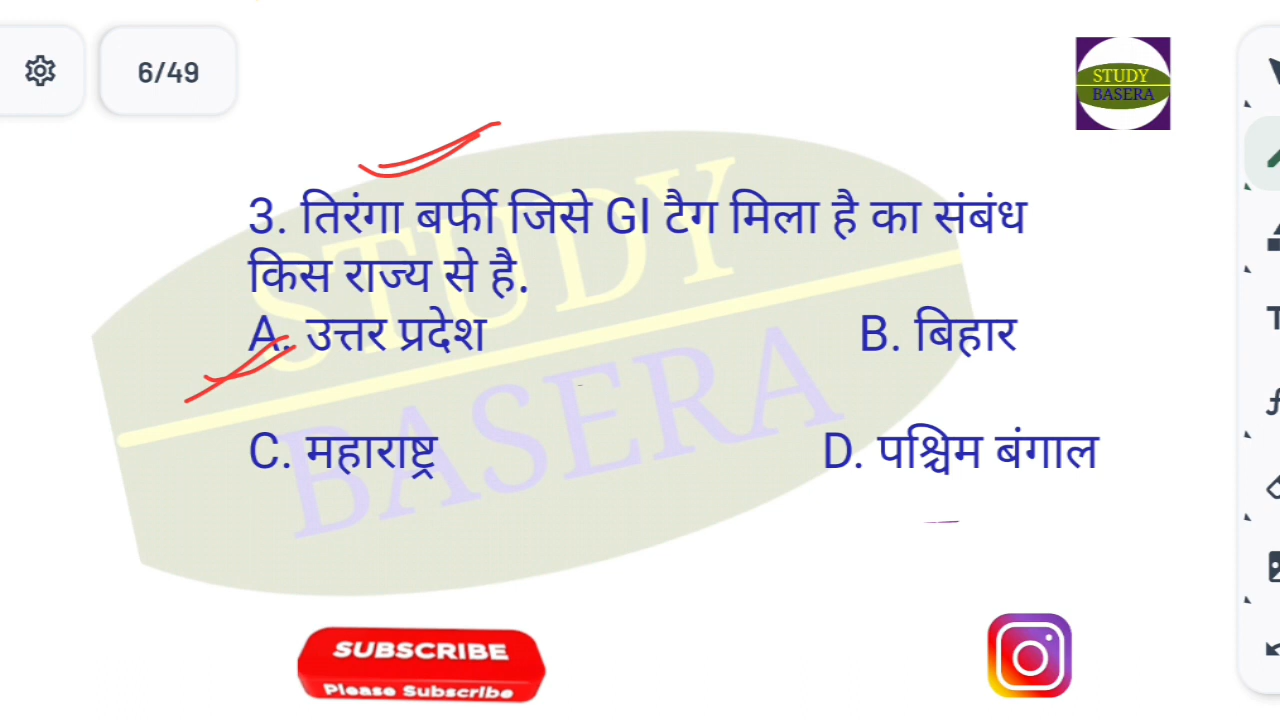 6/49
STUDY
BASERA
3. तिरंगा बर्फी जिसे GI टैग मिला है का संबंध
किस राज्य से है.
A. उत्तर प्रदेश B. बिहार
C. महाराष्ट्र D. पश्चिम बंगाल
STUDY
BASERA
SUBSCRIBE
Please Subscribe